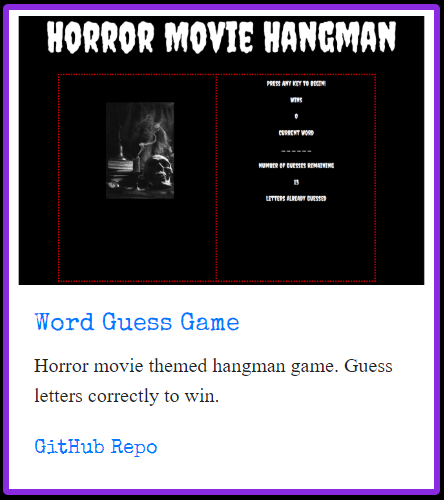 HORROR MOVIE HANGMAN
PRESS ANY KEY TO BEGIN!
WINS
0
CURRENT WORD
______
NUMBER OF GUESSES REMAINING
13
LETTERS ALREADY GUESSED
Word Guess Game
Horror movie themed hangman game. Guess
letters correctly to win.
GitHub Repo